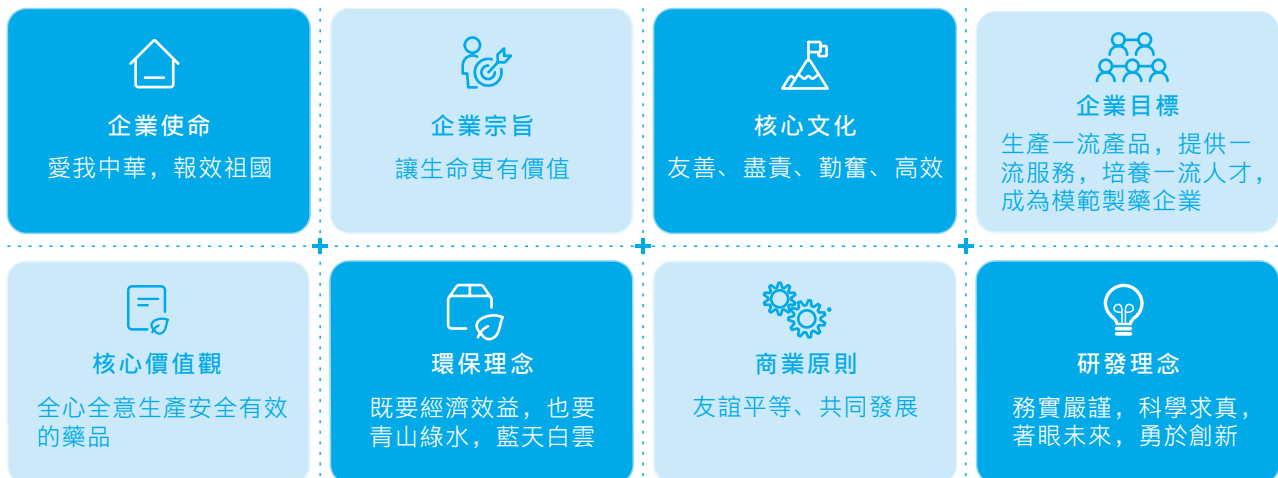 企業使命
愛我中華，報效祖國
企業宗旨
讓生命更有價值
核心文化
友善、盡責、勤奮、高效
企業目標
生產一流產品，提供一
流服務，培養一流人才，
成為模範製藥企業
核心價值觀
全心全意生產安全有效
的藥品
環保理念
既要經濟效益，也要
青山綠水，藍天白雲
商業原則
友誼平等、共同發展
研發理念
務實嚴謹，科學求真，
著眼未來，勇於創新